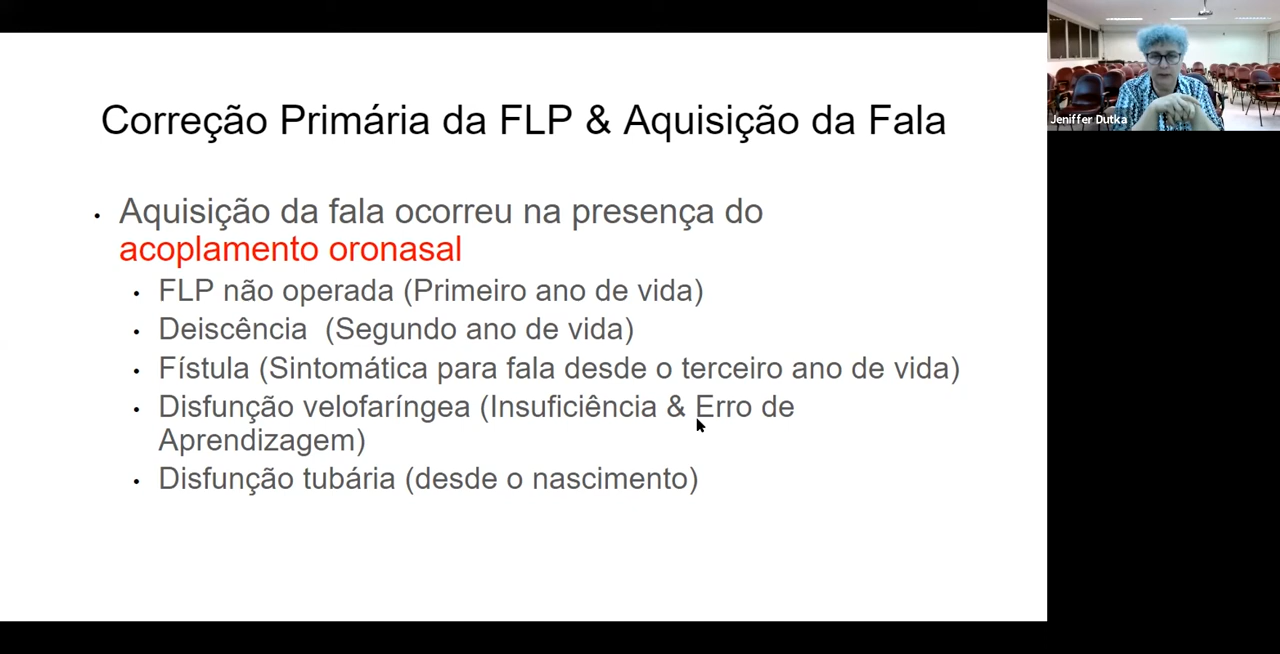 Correção Primária da FLP & Aquisição da Fala
• Aquisição da fala ocorreu na presença do
acoplamento oronasal
• FLP não operada (Primeiro ano de vida)
• Deiscência (Segundo ano de vida)
• Fístula (Sintomática para fala desde o terceiro ano de vida)
• Disfunção velofaríngea (Insuficiência & Erro de
Aprendizagem)
• Disfunção tubária (desde o nascimento)
Jeniffer Dutka